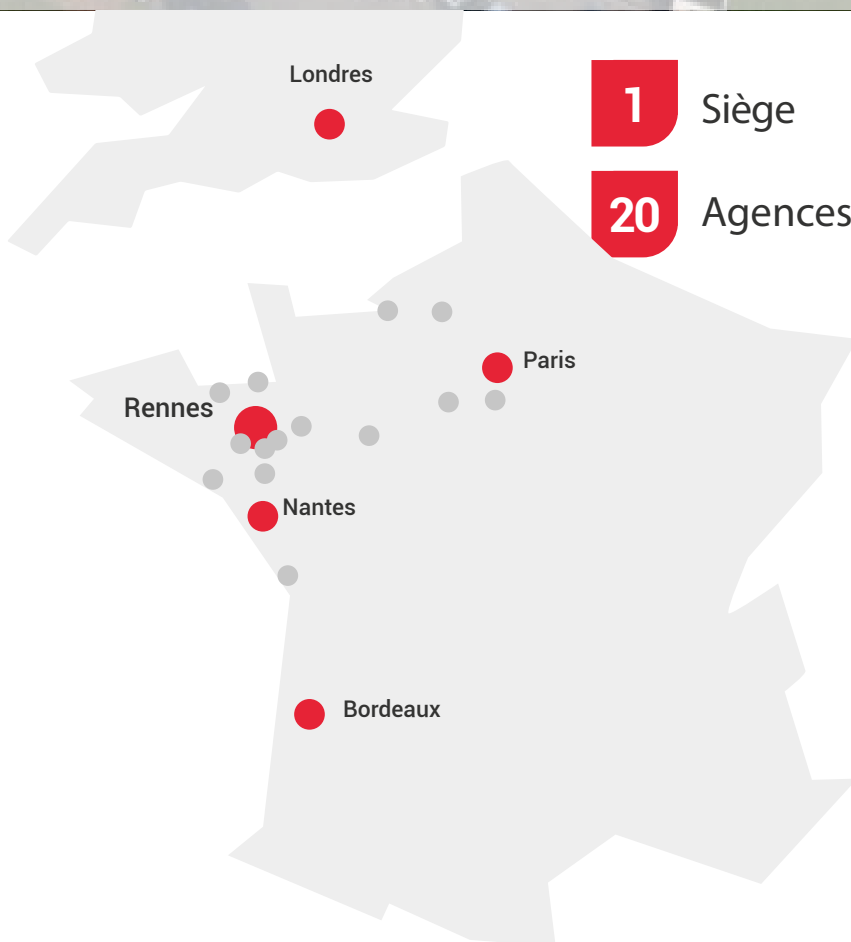 Londres
1 Siège
20 Agences
Paris
Rennes
Nantes
Bordeaux